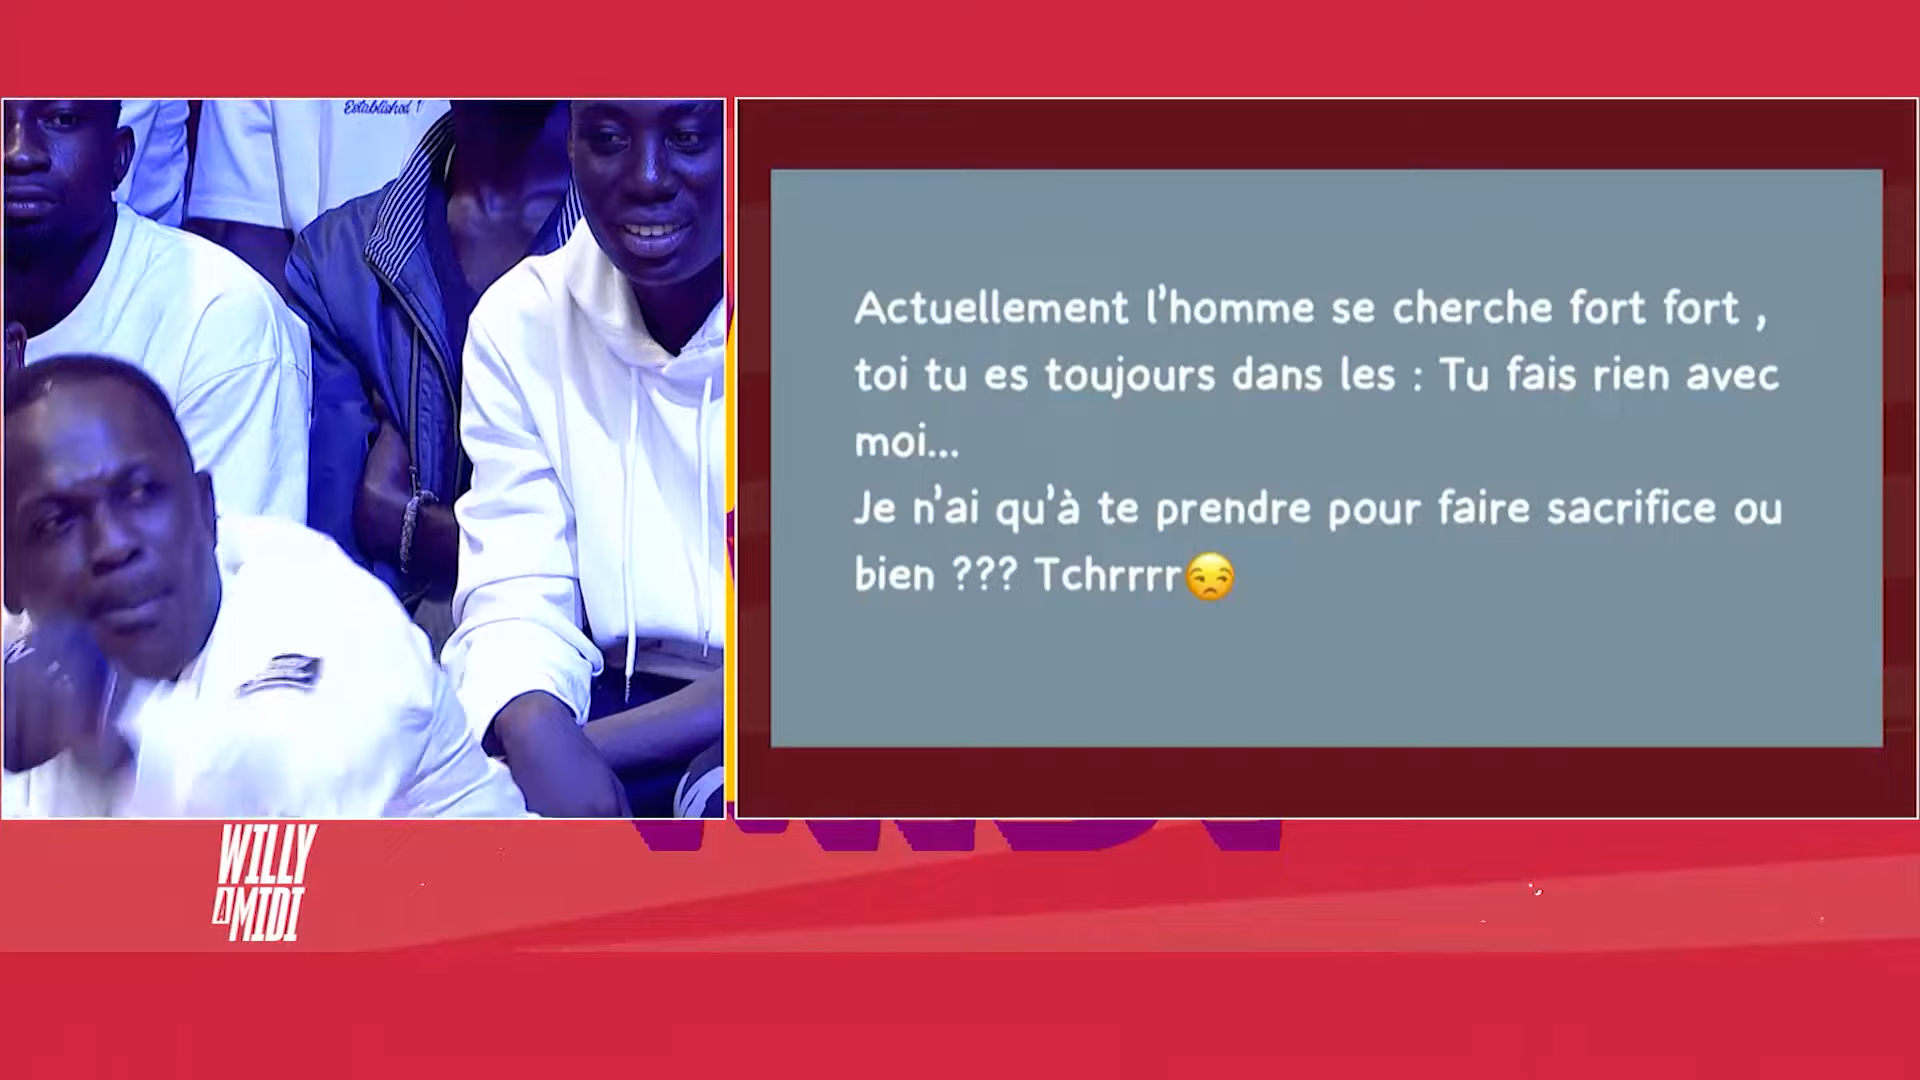 Established
Actuellement l'homme se cherche fort fort ,
toi tu es toujours dans les : Tu fais rien avec
moi...
Je n'ai qu'à te prendre pour faire sacrifice ou
bien ??? Tchrrrr😒
WILLY
A MIDI